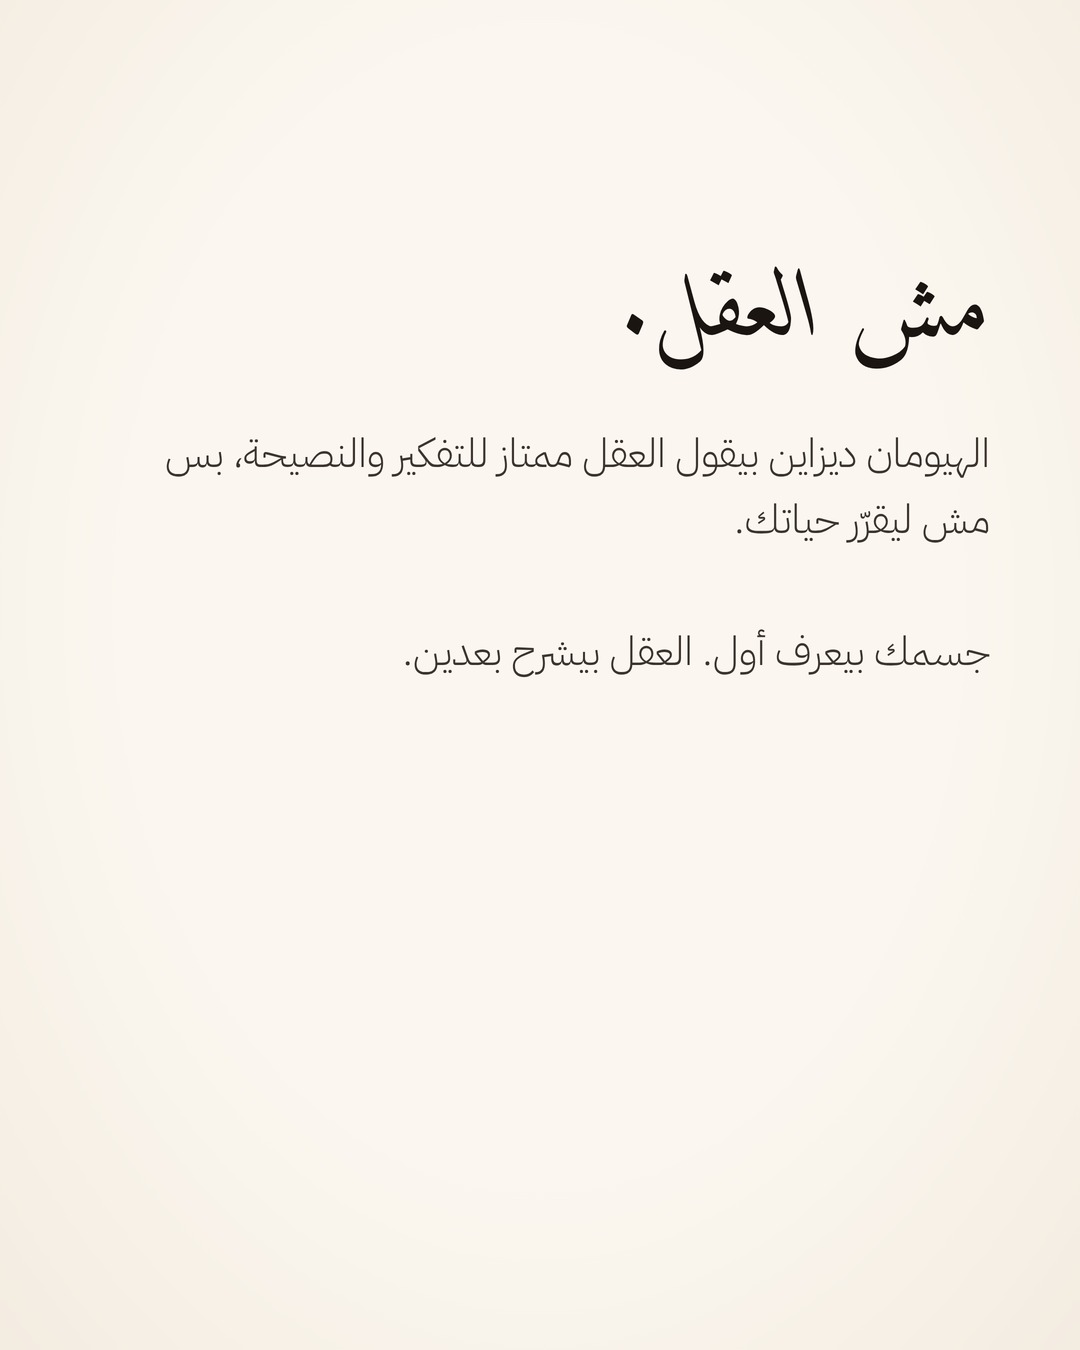 مش العقل.
الهيومان ديزاين بيقول العقل ممتاز للتفكير والنصيحة، بس
مش ليقرّر حياتك.
جسمك بيعرف أول. العقل بيشرح بعدين.